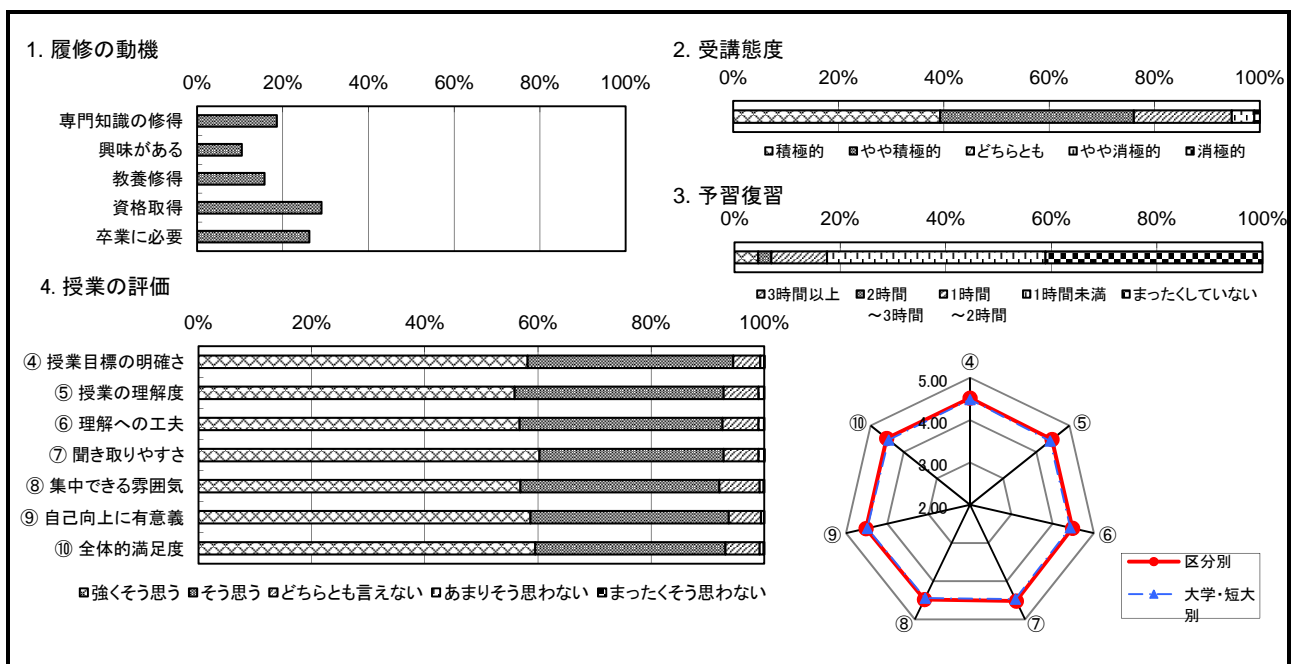 1. 履修の動機
0% 20% 40% 60% 80% 100%
専門知識の修得
興味がある
教養修得
資格取得
卒業に必要
2. 受講態度
0% 20% 40% 60% 80% 100%
積極的 やや積極的 どちらとも やや消極的 消極的
3. 予習復習
0% 20% 40% 60% 80% 100%
3時間以上 2時間 1時間 1時間未満 まったくしていない
～3時間 ～2時間
4. 授業の評価
0% 20% 40% 60% 80% 100%
④ 授業目標の明確さ
⑤ 授業の理解度
⑥ 理解への工夫
⑦ 聞き取りやすさ
⑧ 集中できる雰囲気
⑨ 自己向上に有意義
⑩ 全体的満足度
強くそう思う そう思う どちらとも言えない あまりそう思わない まったくそう思わない
④
5.00
⑩ ⑤
4.00
3.00
2.00
⑨ ⑥
⑧ ⑦
区分別
大学・短大
別